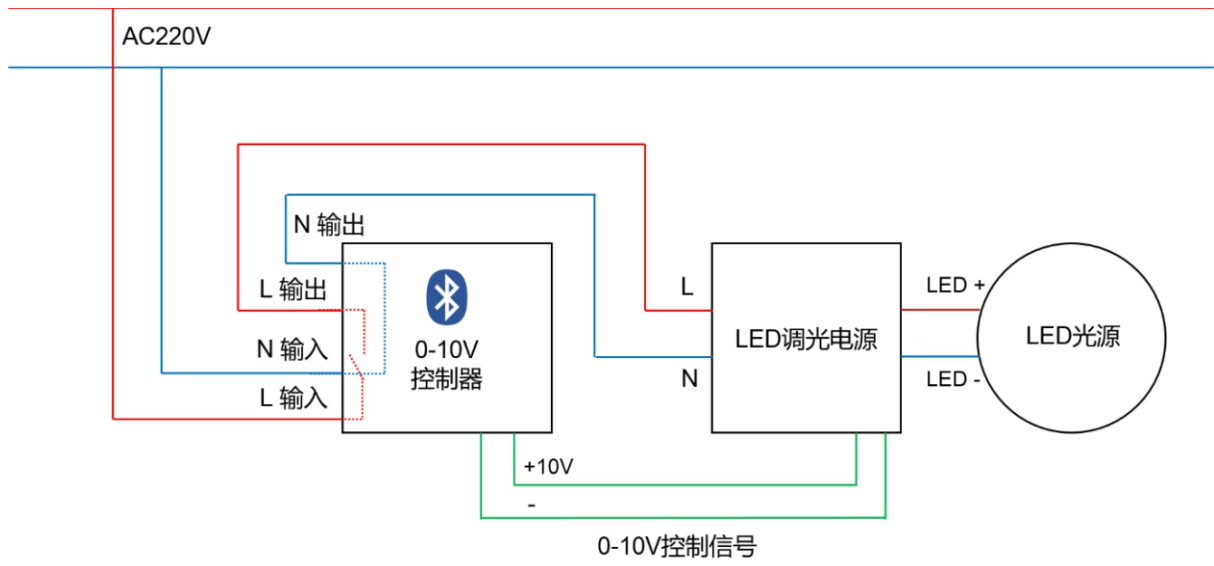 AC220V
N 输出
L 输出
N 输入
L 输入
0-10V
控制器
L
N
LED调光电源
LED +
LED -
LED光源
+10V
-
0-10V控制信号